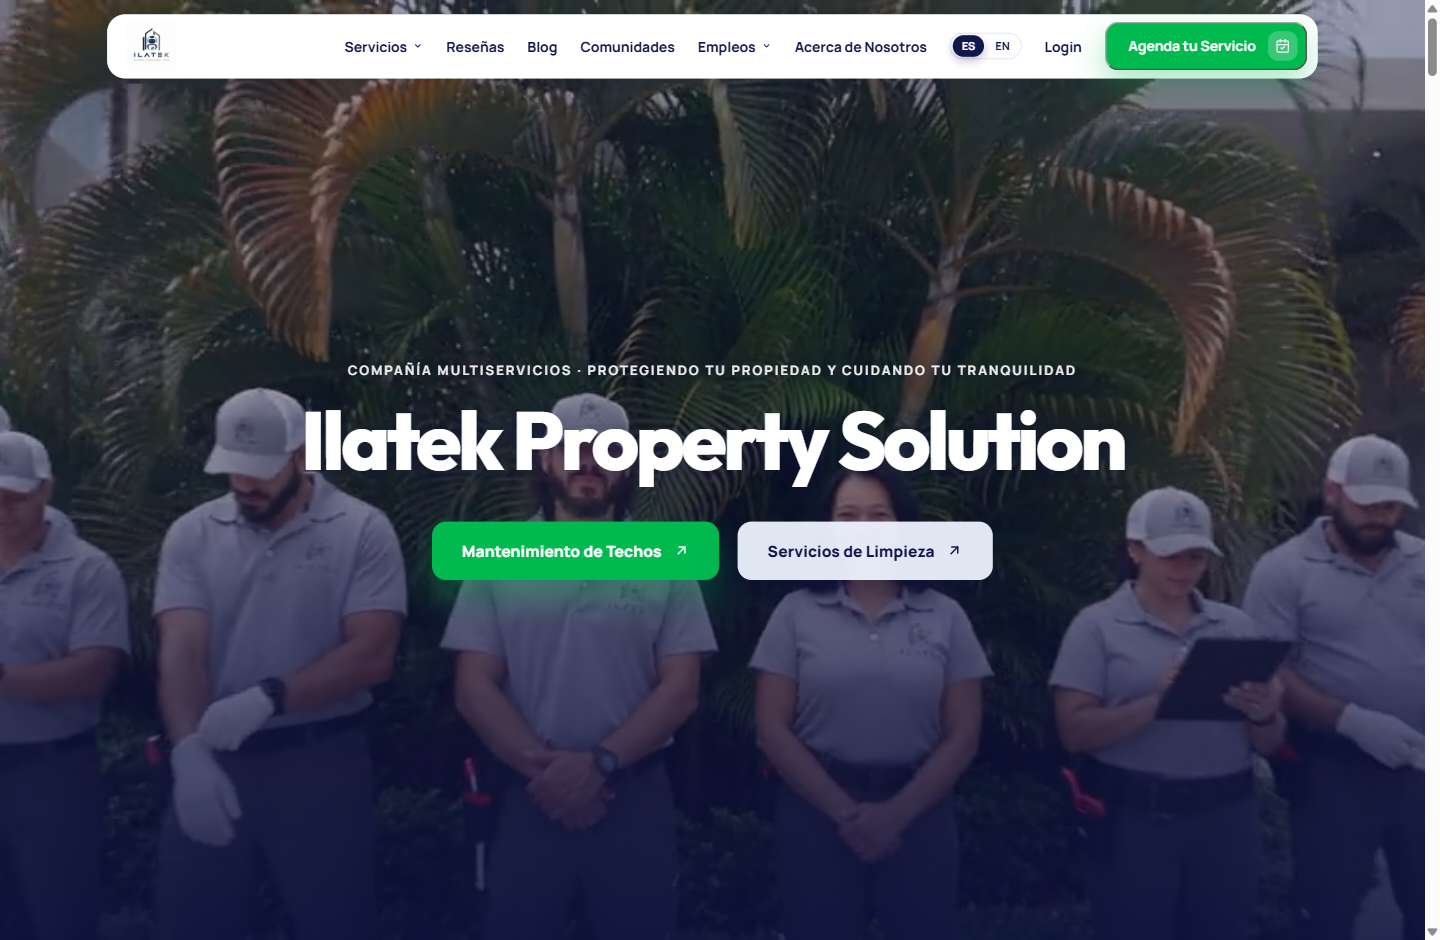 ILATEK
Servicios
Reseñas
Blog
Comunidades
Empleos
Acerca de Nosotros
ES
EN
Login
Agenda tu Servicio
COMPAÑÍA MULTISERVICIOS · PROTEGIENDO TU PROPIEDAD Y CUIDANDO TU TRANQUILIDAD
Ilatek Property Solution
Mantenimiento de Techos
Servicios de Limpieza